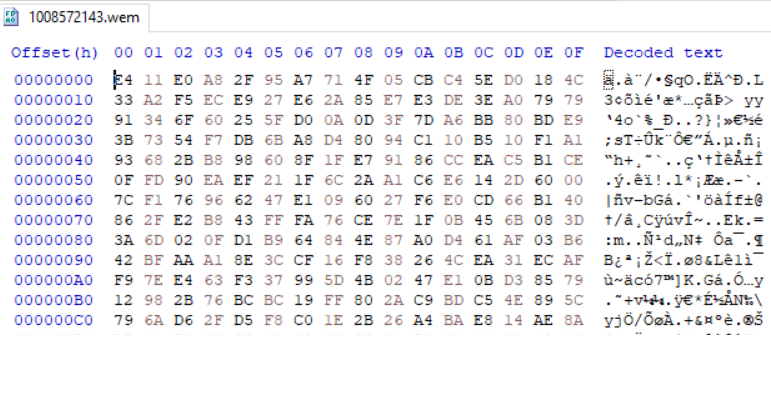 1008572143.wem
Offset(h) 00 01 02 03 04 05 06 07 08 09 0A 0B 0C 0D 0E 0F Decoded text
00000000 E4 11 E0 A8 2F 95 A7 71 4F 05 CB C4 5E D0 18 4C ä.à¨/•§qO.ËÄ^Ð.L
00000010 33 A2 F5 EC E9 27 E6 2A 85 E7 E3 DE 3E A0 79 79 3¢õìé'æ*…çãÞ> yy
00000020 91 34 6F 60 25 5F D0 0A 0D 3F 7D A6 BB 80 BD E9 ‘4o`%_Ð..?}¦»€½é
00000030 3B 73 54 F7 DB 6B A8 D4 80 94 C1 10 B5 10 F1 A1 ;sT÷Ûk¨Ô€”Á.µ.ñ¡
00000040 93 68 2B B8 98 60 8F 1F E7 91 86 CC EA C5 B1 CE “h+¸˜`..ç‘†ÌêÅ±Î
00000050 0F FD 90 EA EF 21 1F 6C 2A A1 C6 E6 14 2D 60 00 .ý.êï!.l*¡Ææ.-`.
00000060 7C F1 76 96 62 47 E1 09 60 27 F6 E0 CD 66 B1 40 |ñv–bGá.`'öàÍf±@
00000070 86 2F E2 B8 43 FF FA 76 CE 7E 1F 0B 45 6B 08 3D †/â¸CÿúvÎ~..Ek.=
00000080 3A 6D 02 0F D1 B9 64 84 4E 87 A0 D4 61 AF 03 B6 :m..Ñ¹d„N‡ Ôa¯.¶
00000090 42 BF AA A1 8E 3C CF 16 F8 38 26 4C EA 31 EC AF B¿ª¡Ž<Ï.ø8&Lê1ì¯
000000A0 F9 7E E4 63 F3 37 99 5D 4B 02 47 E1 0B D3 85 79 ù~äcó7™]K.Gá.Ó…y
000000B0 12 98 2B 76 BC BC 19 FF 80 2A C9 BD C5 4E 89 5C .˜+v¼¼.ÿ€*É½ÅN‰\
000000C0 79 6A D6 2F D5 F8 C0 1E 2B 26 A4 BA E8 14 AE 8A yjÖ/ÕøÀ.+&¤ºè.®Š